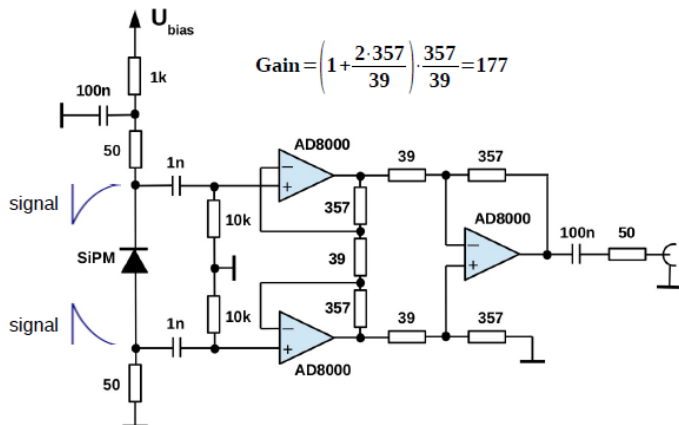 U bias
Gain=(1+2·357/39)·357/39=177
1k
100n
50
AD8000
1n
39
357
signal
357
AD8000
10k
100n
50
SiPM
39
signal
10k
357
1n
39
357
50
AD8000